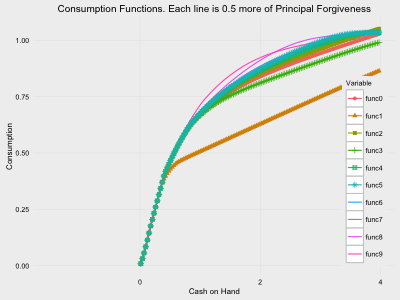 Consumption Functions. Each line is 0.5 more of Principal Forgiveness
1.00
0.75
0.50
0.25
0.00
Consumption
0
2
4
Cash on Hand
Variable
func0
func1
func2
func3
func4
func5
func6
func7
func8
func9